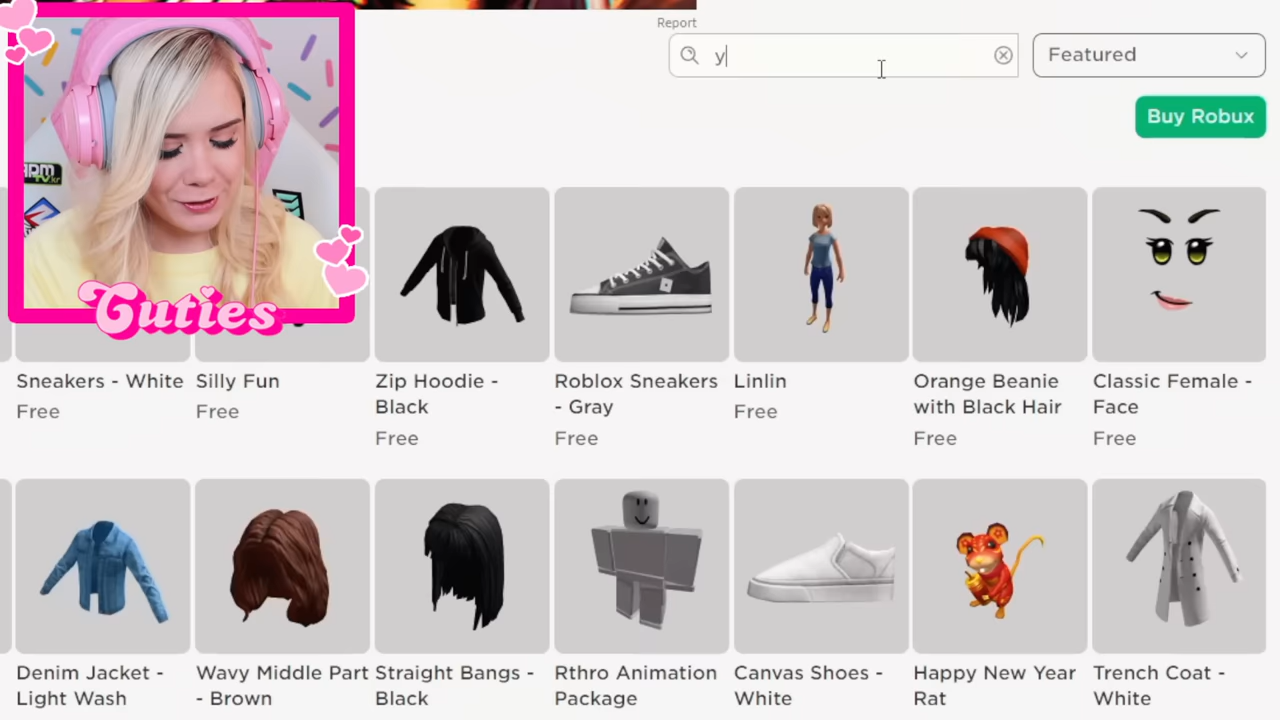 Report
y
Featured
Buy Robux
Cuties
Sneakers - White
Free
Silly Fun
Free
Zip Hoodie -
Black
Free
Roblox Sneakers
- Gray
Free
Linlin
Free
Orange Beanie
with Black Hair
Free
Classic Female -
Face
Free
Denim Jacket -
Light Wash
Wavy Middle Part
- Brown
Straight Bangs -
Black
Rthro Animation
Package
Canvas Shoes -
White
Happy New Year
Rat
Trench Coat -
White